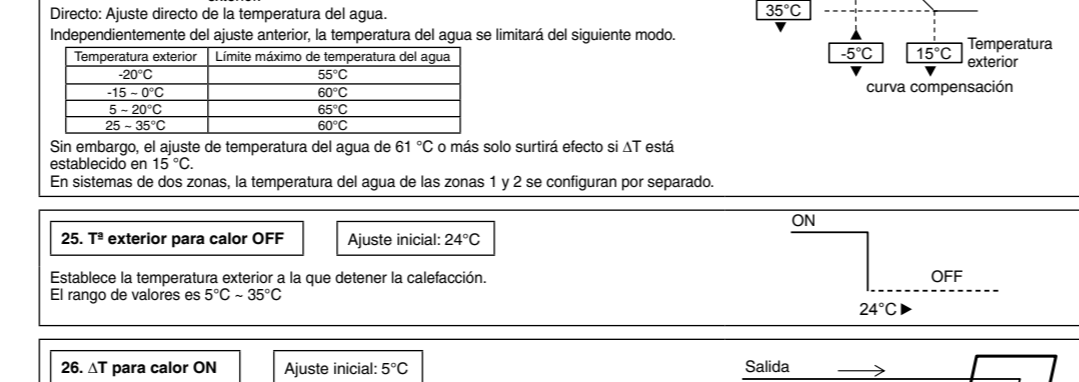 Directo: Ajuste directo de la temperatura del agua.
Independientemente del ajuste anterior, la temperatura del agua se limitará del siguiente modo.
Temperatura exterior Límite máximo de temperatura del agua
-20°C 55°C
-15 ~ 0°C 60°C
5 ~ 20°C 65°C
25 ~ 35°C 60°C
Sin embargo, el ajuste de temperatura del agua de 61 °C o más solo surtirá efecto si ΔT está
establecido en 15 °C.
En sistemas de dos zonas, la temperatura del agua de las zonas 1 y 2 se configuran por separado.
35°C
-5°C 15°C Temperatura
exterior
curva compensación
25. Tª exterior para calor OFF Ajuste inicial: 24°C
Establece la temperatura exterior a la que detener la calefacción.
El rango de valores es 5°C ~ 35°C
ON
OFF
24°C
26. ΔT para calor ON Ajuste inicial: 5°C
Salida